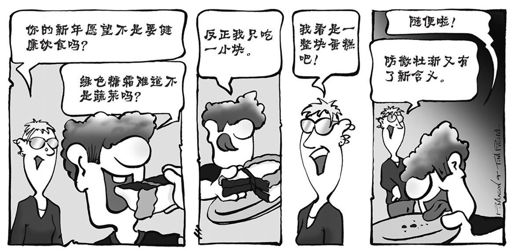 你的新年愿望不是要健
康饮食吗?
绿色糖霜难道不
是蔬菜吗?
反正我只吃
一小块。
我看是一
整块蛋糕
吧!
随便啦!
防微杜渐又有
了新含义。